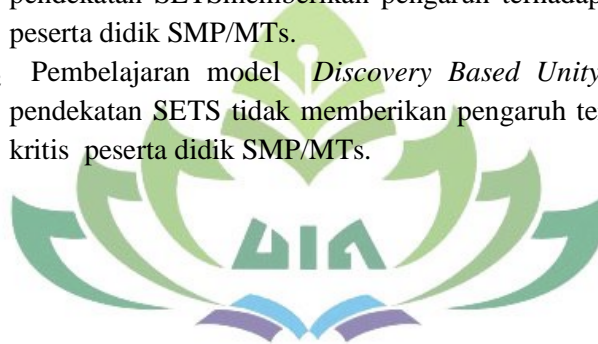 pendekatan SETSmemberikan pengaruh terhadap
peserta didik SMP/MTs.
Pembelajaran model Discovery Based Unity
pendekatan SETS tidak memberikan pengaruh te
kritis peserta didik SMP/MTs.
UIN